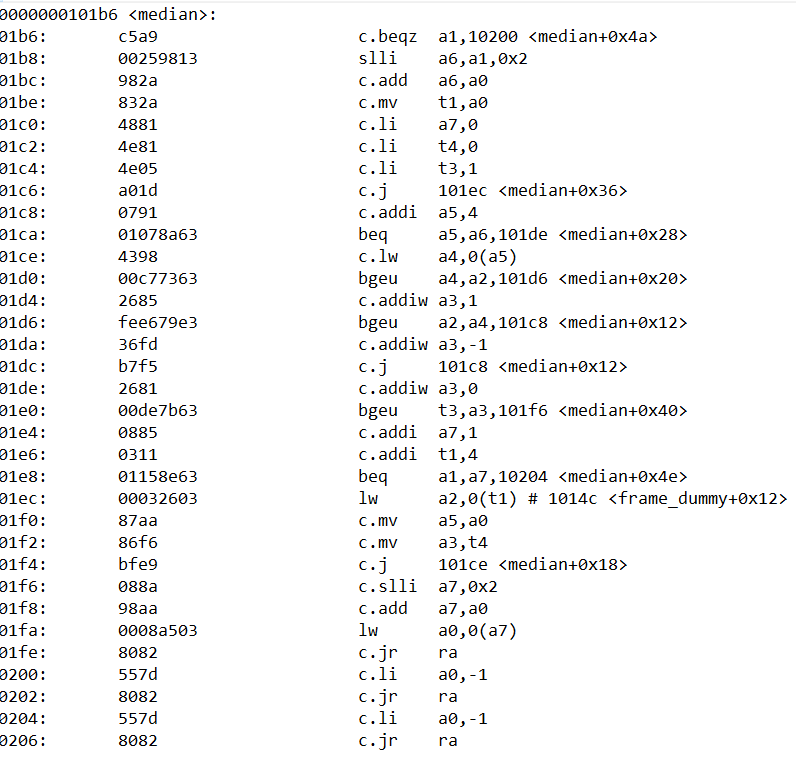 0000000101b6 <median>:
01b6: c5a9 c.beqz a1,10200 <median+0x4a>
01b8: 00259813 slli a6,a1,0x2
01bc: 982a c.add a6,a0
01be: 832a c.mv t1,a0
01c0: 4881 c.li a7,0
01c2: 4e81 c.li t4,0
01c4: 4e05 c.li t3,1
01c6: a01d c.j 101ec <median+0x36>
01c8: 0791 c.addi a5,4
01ca: 01078a63 beq a5,a6,101de <median+0x28>
01ce: 4398 c.lw a4,0(a5)
01d0: 00c77363 bgeu a4,a2,101d6 <median+0x20>
01d4: 2685 c.addiw a3,1
01d6: fee679e3 bgeu a2,a4,101c8 <median+0x12>
01da: 36fd c.addiw a3,-1
01dc: b7f5 c.j 101c8 <median+0x12>
01de: 2681 c.addiw a3,0
01e0: 00de7b63 bgeu t3,a3,101f6 <median+0x40>
01e4: 0885 c.addi a7,1
01e6: 0311 c.addi t1,4
01e8: 01158e63 beq a1,a7,10204 <median+0x4e>
01ec: 00032603 lw a2,0(t1) # 1014c <frame_dummy+0x12>
01f0: 87aa c.mv a5,a0
01f2: 86f6 c.mv a3,t4
01f4: bfe9 c.j 101ce <median+0x18>
01f6: 088a c.slli a7,0x2
01f8: 98aa c.add a7,a0
01fa: 0008a503 lw a0,0(a7)
01fe: 8082 c.jr ra
0200: 557d c.li a0,-1
0202: 8082 c.jr ra
0204: 557d c.li a0,-1
0206: 8082 c.jr ra